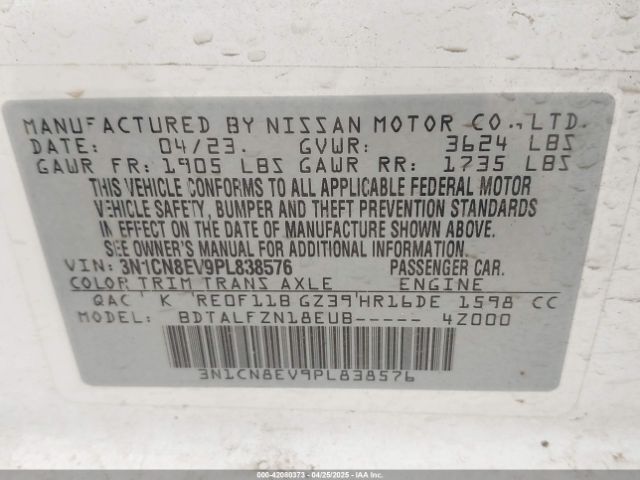 MANUFACTURED BY NISSAN MOTOR CO., LTD.
DATE: 04/23. GVWR: 3624 LBS
GAWR FR: 1905 LBS GAWR RR: 1735 LBS
THIS VEHICLE CONFORMS TO ALL APPLICABLE FEDERAL MOTOR
VEHICLE SAFETY, BUMPER AND THEFT PREVENTION STANDARDS
IN EFFECT ON THE DATE OF MANUFACTURE SHOWN ABOVE.
SEE OWNER'S MANUAL FOR ADDITIONAL INFORMATION.
VIN: 3N1CN8EV9PL838576 PASSENGER CAR.
COLOR TRIM TRANS AXLE ENGINE
QAC K RE0F11B GZ39 HR16DE 1598 CC
MODEL: BDTALFZN18EUB----- 4Z000
3N1CN8EV9PL838576
000-42080373 - 04/25/2025 - IAA, Inc.